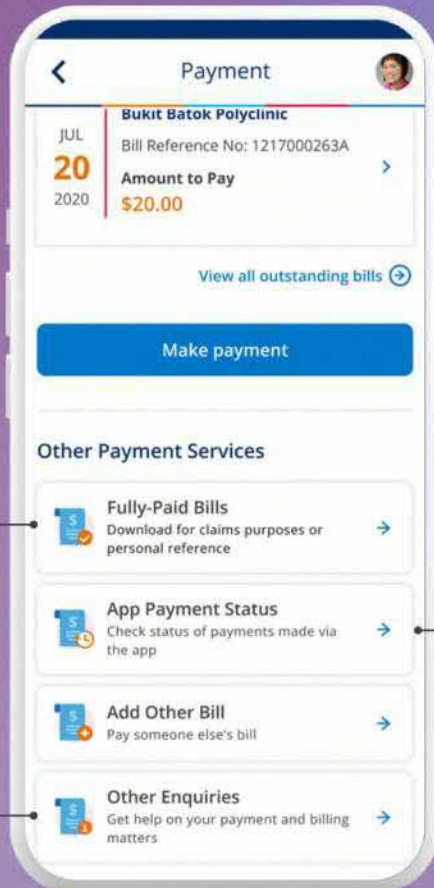 Payment
Bukit Batok Polyclinic
JUL
20
2020
Bill Reference No: 1217000263A
Amount to Pay
$20.00
View all outstanding bills
Make payment
Other Payment Services
Fully-Paid Bills
Download for claims purposes or
personal reference
App Payment Status
Check status of payments made via
the app
Add Other Bill
Pay someone else's bill
Other Enquiries
Get help on your payment and billing
matters